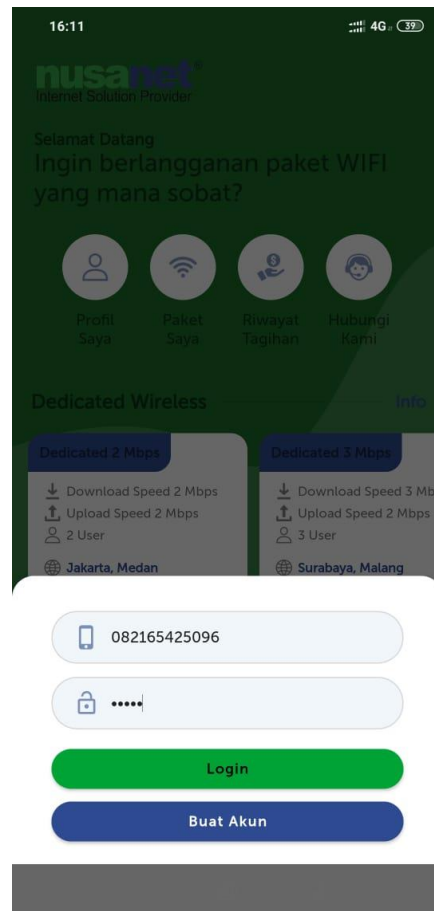 16:11
4G
39
nusanet
Internet Solution Provider
Selamat Datang
Ingin berlangganan paket WIFI
yang mana sobat?
Profil
Saya
Paket
Saya
Riwayat
Tagihan
Hubungi
Kami
Dedicated Wireless
Info
Dedicated 2 Mbps
Download Speed 2 Mbps
Upload Speed 2 Mbps
2 User
Jakarta, Medan
Dedicated 3 Mbps
Download Speed 3 Mb
Upload Speed 2 Mbps
3 User
Surabaya, Malang
082165425096
•••••
Login
Buat Akun